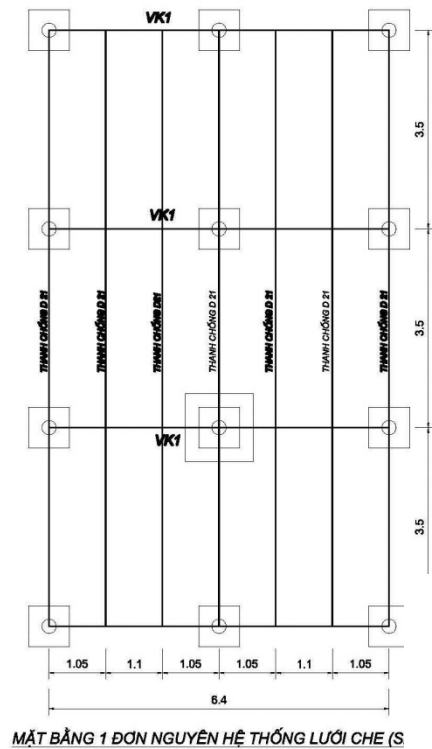 VK1
3.5
VK1
3.5
THANH CHỐNG D 21
THANH CHỐNG D 21
THANH CHỐNG D21
THANH CHỐNG D 21
THANH CHỐNG D 21
THANH CHỐNG D 21
THANH CHỐNG D 21
VK1
3.5
1.05 1.1 1.05 1.05 1.1 1.05
6.4
MẶT BẰNG 1 ĐƠN NGUYÊN HỆ THỐNG LƯỚI CHE (S